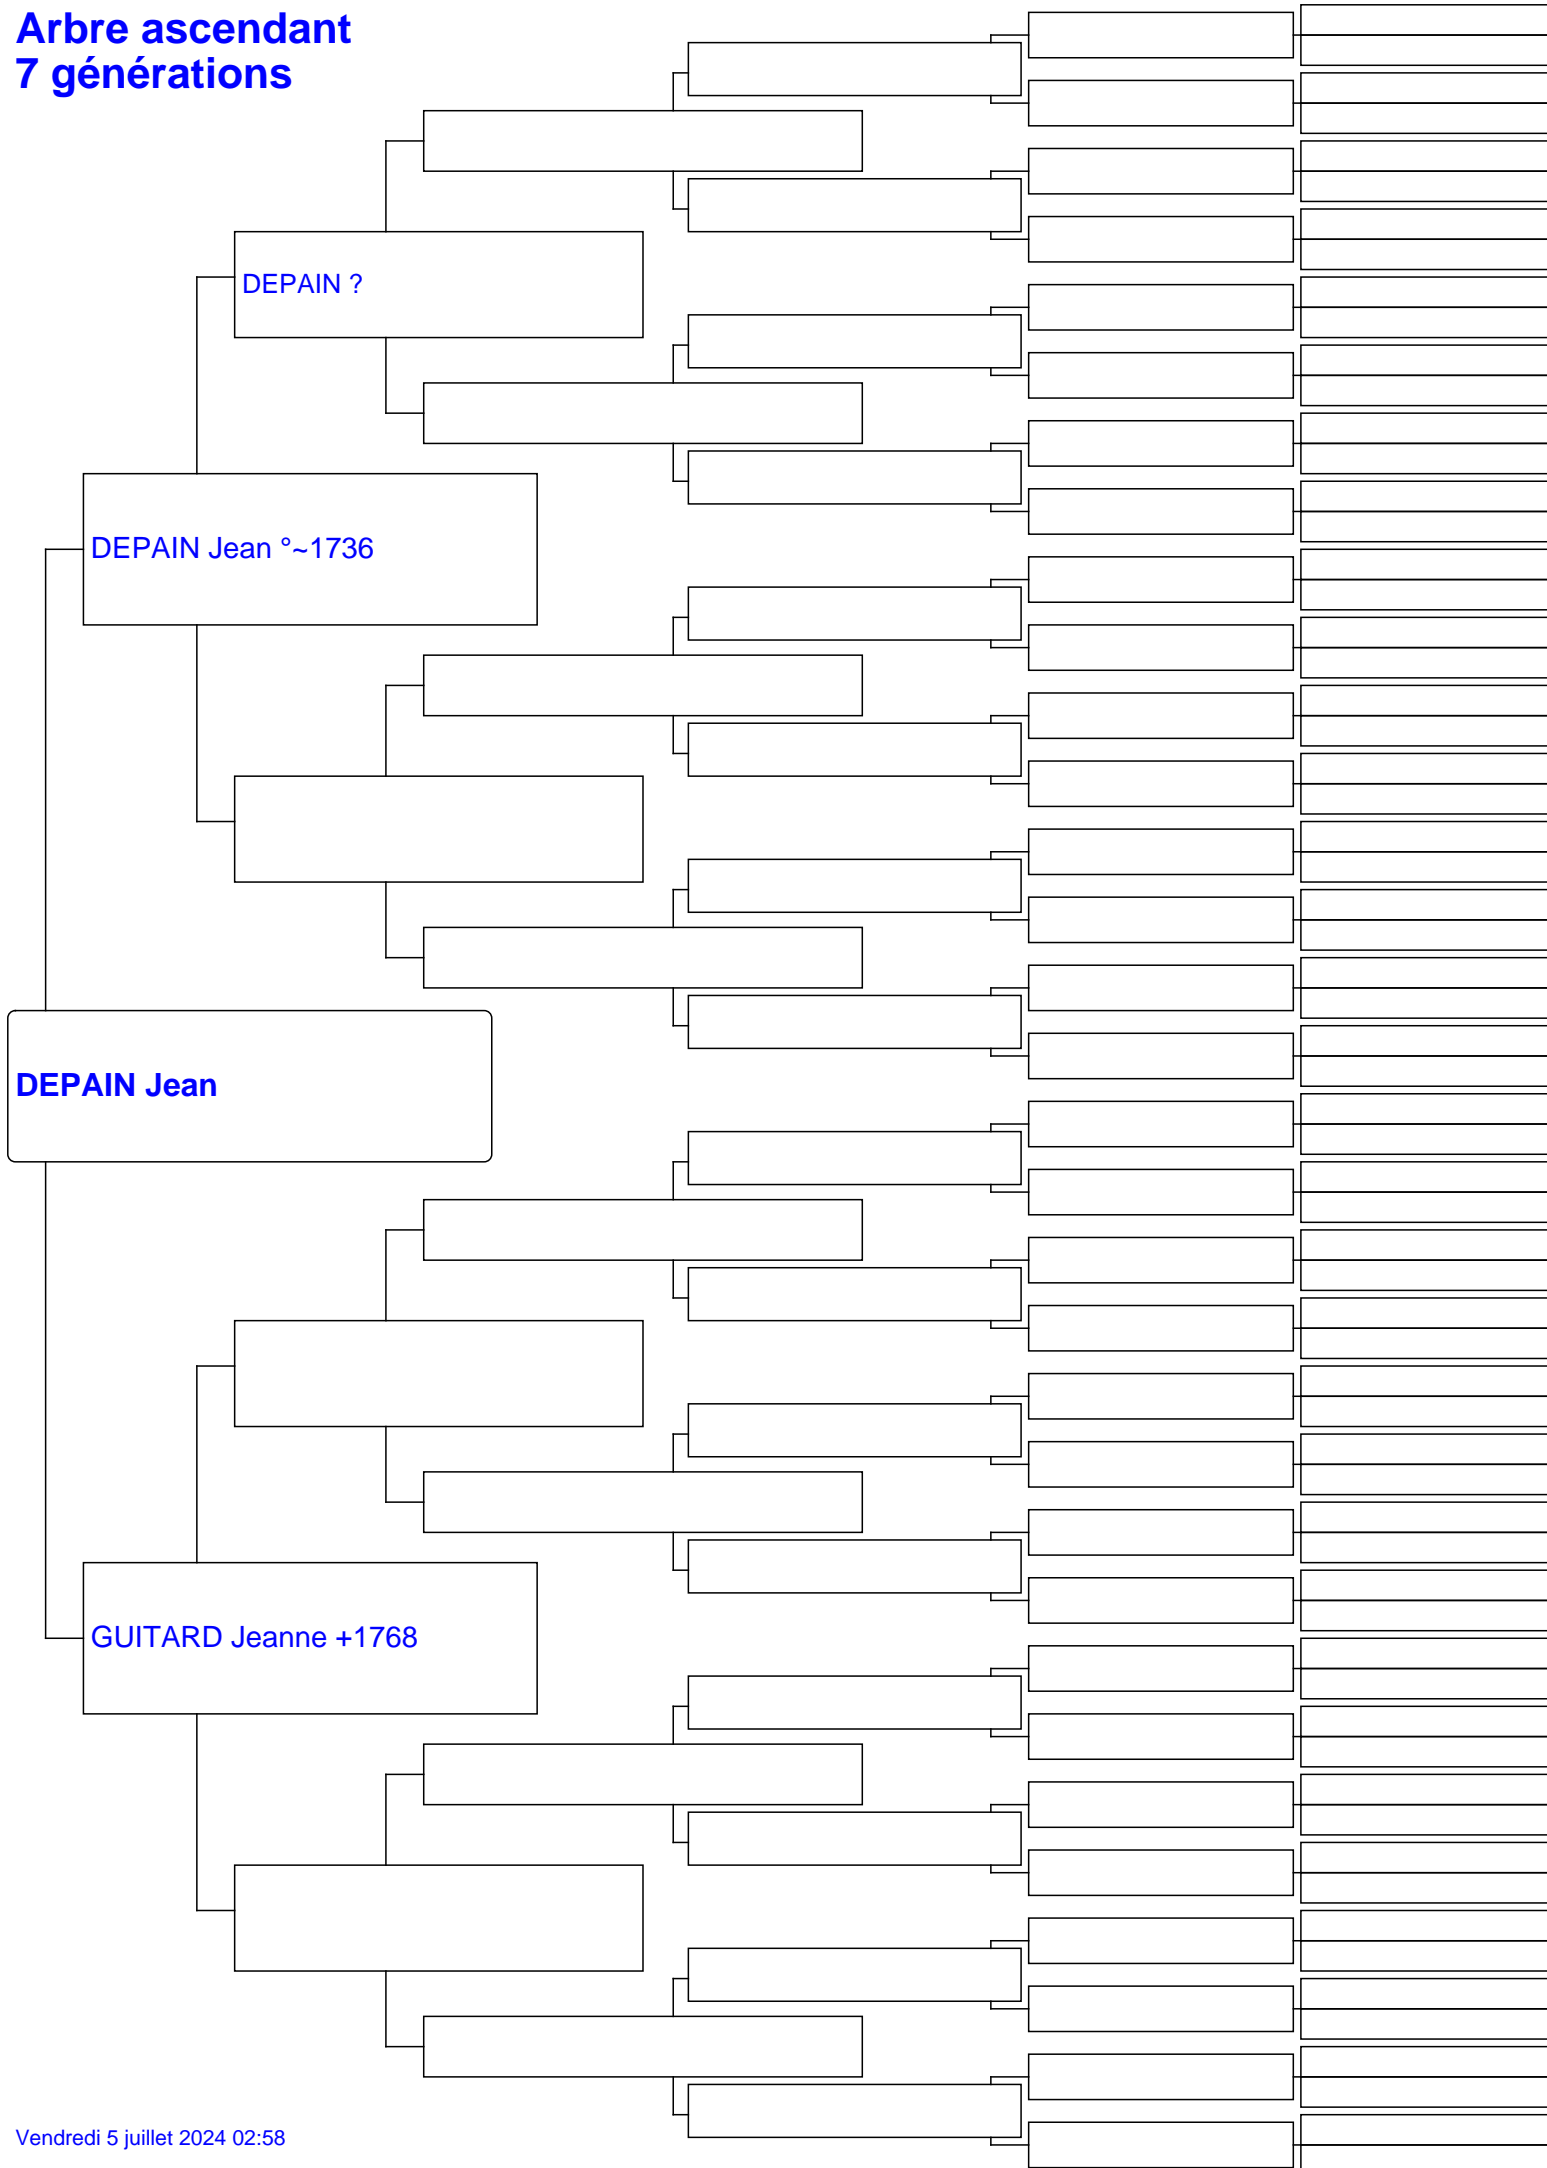 Arbre ascendant
7 générations
DEPAIN ?
DEPAIN Jean °~1736
DEPAIN Jean
GUITARD Jeanne +1768
Vendredi 5 juillet 2024 02:58